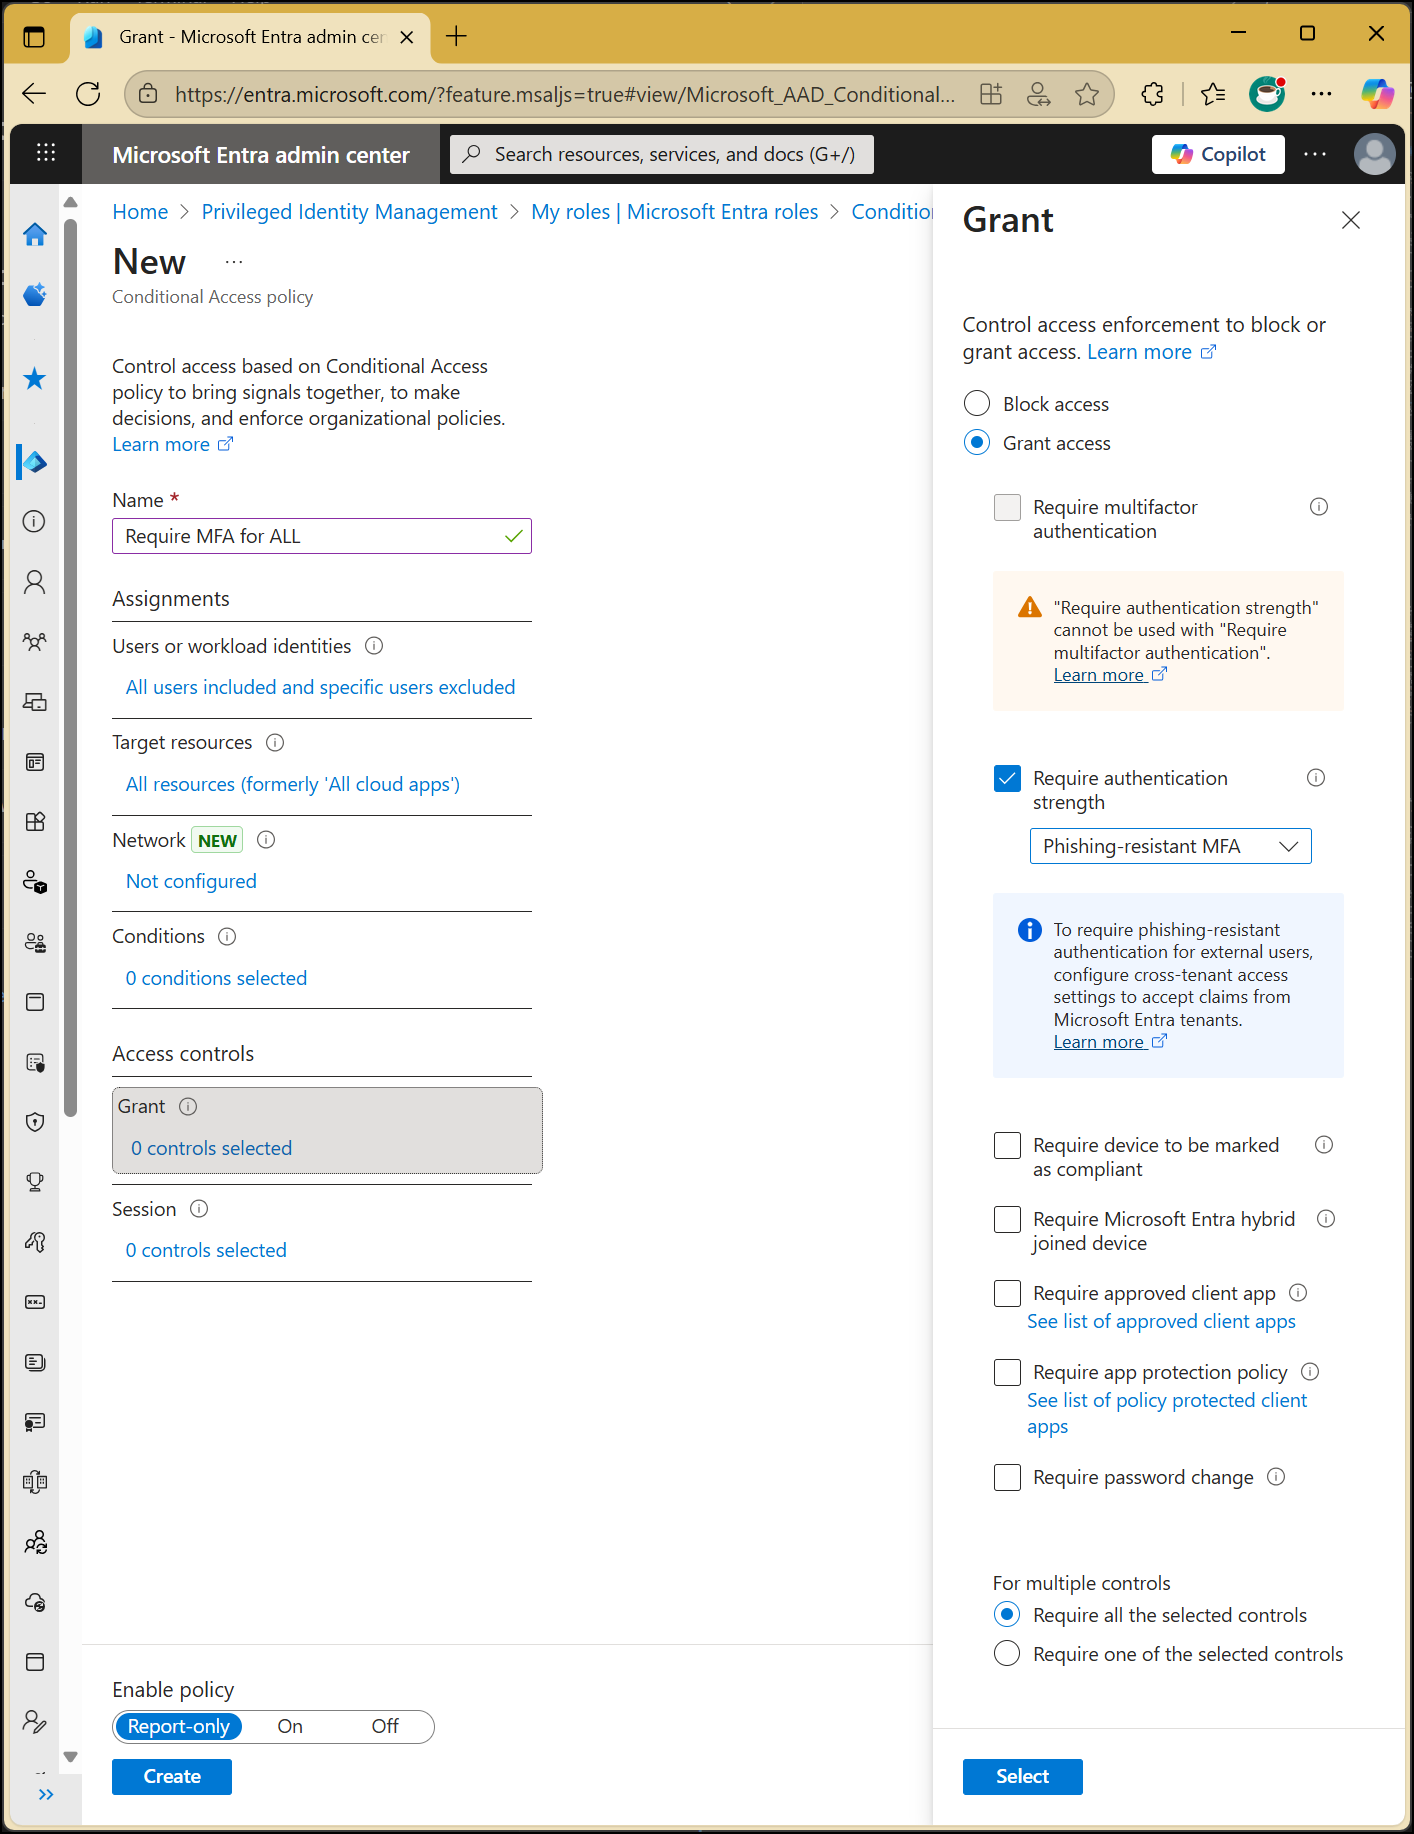 Grant - Microsoft Entra admin cen
https://entra.microsoft.com/?feature.msaljs=true#view/Microsoft_AAD_Conditional...
Microsoft Entra admin center
Search resources, services, and docs (G+/)
Copilot
Home > Privileged Identity Management > My roles | Microsoft Entra roles > Conditio
New ...
Conditional Access policy
Control access based on Conditional Access
policy to bring signals together, to make
decisions, and enforce organizational policies.
Learn more
Name *
Require MFA for ALL
Assignments
Users or workload identities
All users included and specific users excluded
Target resources
All resources (formerly 'All cloud apps')
Network NEW
Not configured
Conditions
0 conditions selected
Access controls
Grant
0 controls selected
Session
0 controls selected
Enable policy
Report-only On Off
Create
Grant
Control access enforcement to block or
grant access. Learn more
Block access
Grant access
Require multifactor
authentication
"Require authentication strength"
cannot be used with "Require
multifactor authentication".
Learn more
Require authentication
strength
Phishing-resistant MFA
To require phishing-resistant
authentication for external users,
configure cross-tenant access
settings to accept claims from
Microsoft Entra tenants.
Learn more
Require device to be marked
as compliant
Require Microsoft Entra hybrid
joined device
Require approved client app
See list of approved client apps
Require app protection policy
See list of policy protected client
apps
Require password change
For multiple controls
Require all the selected controls
Require one of the selected controls
Select